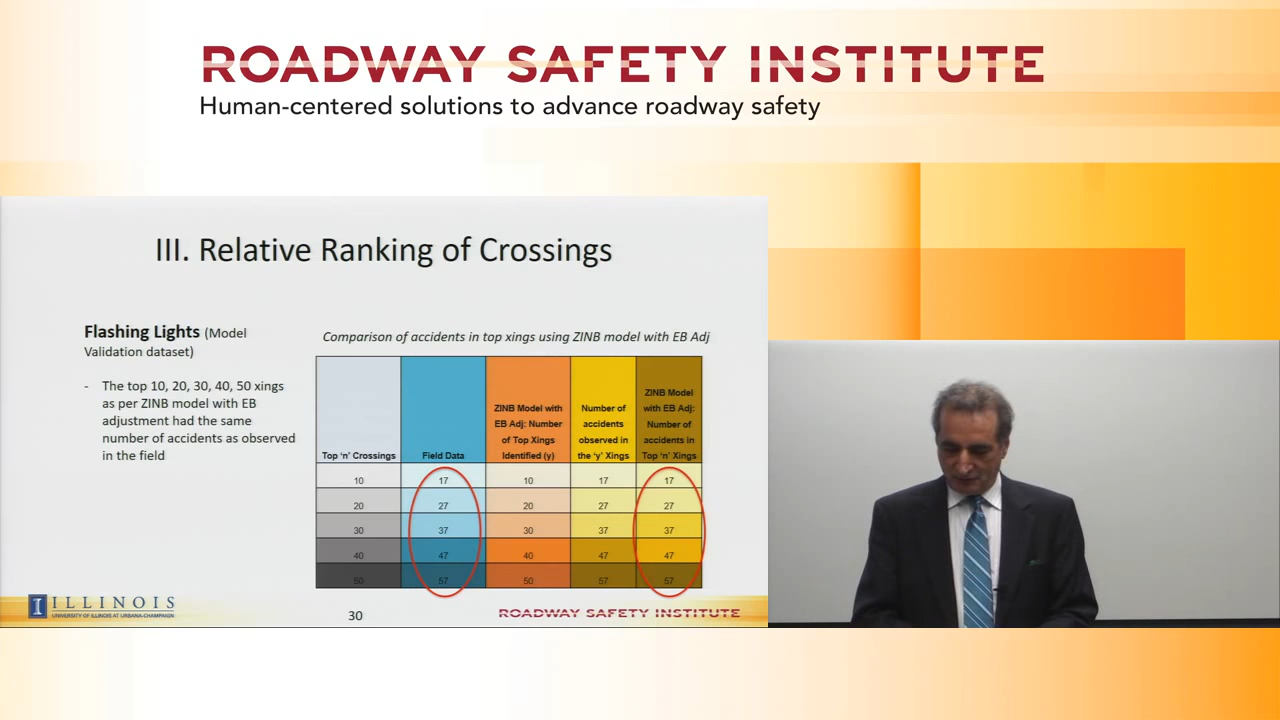 ROADWAY SAFETY INSTITUTE
Human-centered solutions to advance roadway safety
III. Relative Ranking of Crossings
Flashing Lights (Model
Validation dataset)
- The top 10, 20, 30, 40, 50 xings
as per ZINB model with EB
adjustment had the same
number of accidents as observed
in the field
Comparison of accidents in top xings using ZINB model with EB Adj
Top 'n' Crossings
Field Data
ZINB Model with
EB Adj: Number
of Top Xings
Identified (y)
Number of
accidents
observed in
the 'y' Xings
ZINB Model
with EB Adj:
Number of
accidents in
Top 'n' Xings
10 17 10 17 17
20 27 20 27 27
30 37 30 37 37
40 47 40 47 47
50 57 50 57 57
I ILLINOIS
UNIVERSITY OF ILLINOIS AT URBANA-CHAMPAIGN
30
ROADWAY SAFETY INSTITUTE